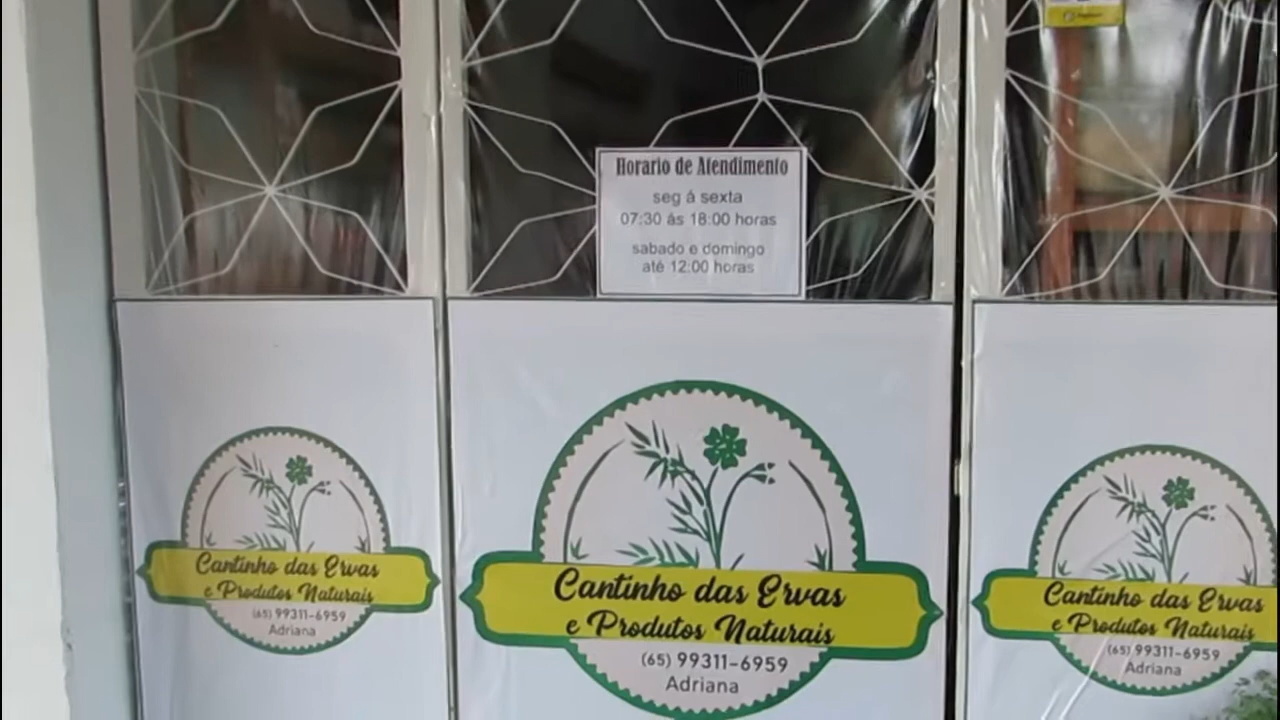 Horario de Atendimento
seg á sexta
07:30 ás 18:00 horas
sabado e domingo
até 12:00 horas
Cantinho das Ervas
e Produtos Naturais
(65) 99311-6959
Adriana
Cantinho das Ervas
e Produtos Naturais
(65) 99311-6959
Adriana
Cantinho das Ervas
e Produtos Naturais
(65) 99311-6959
Adriana